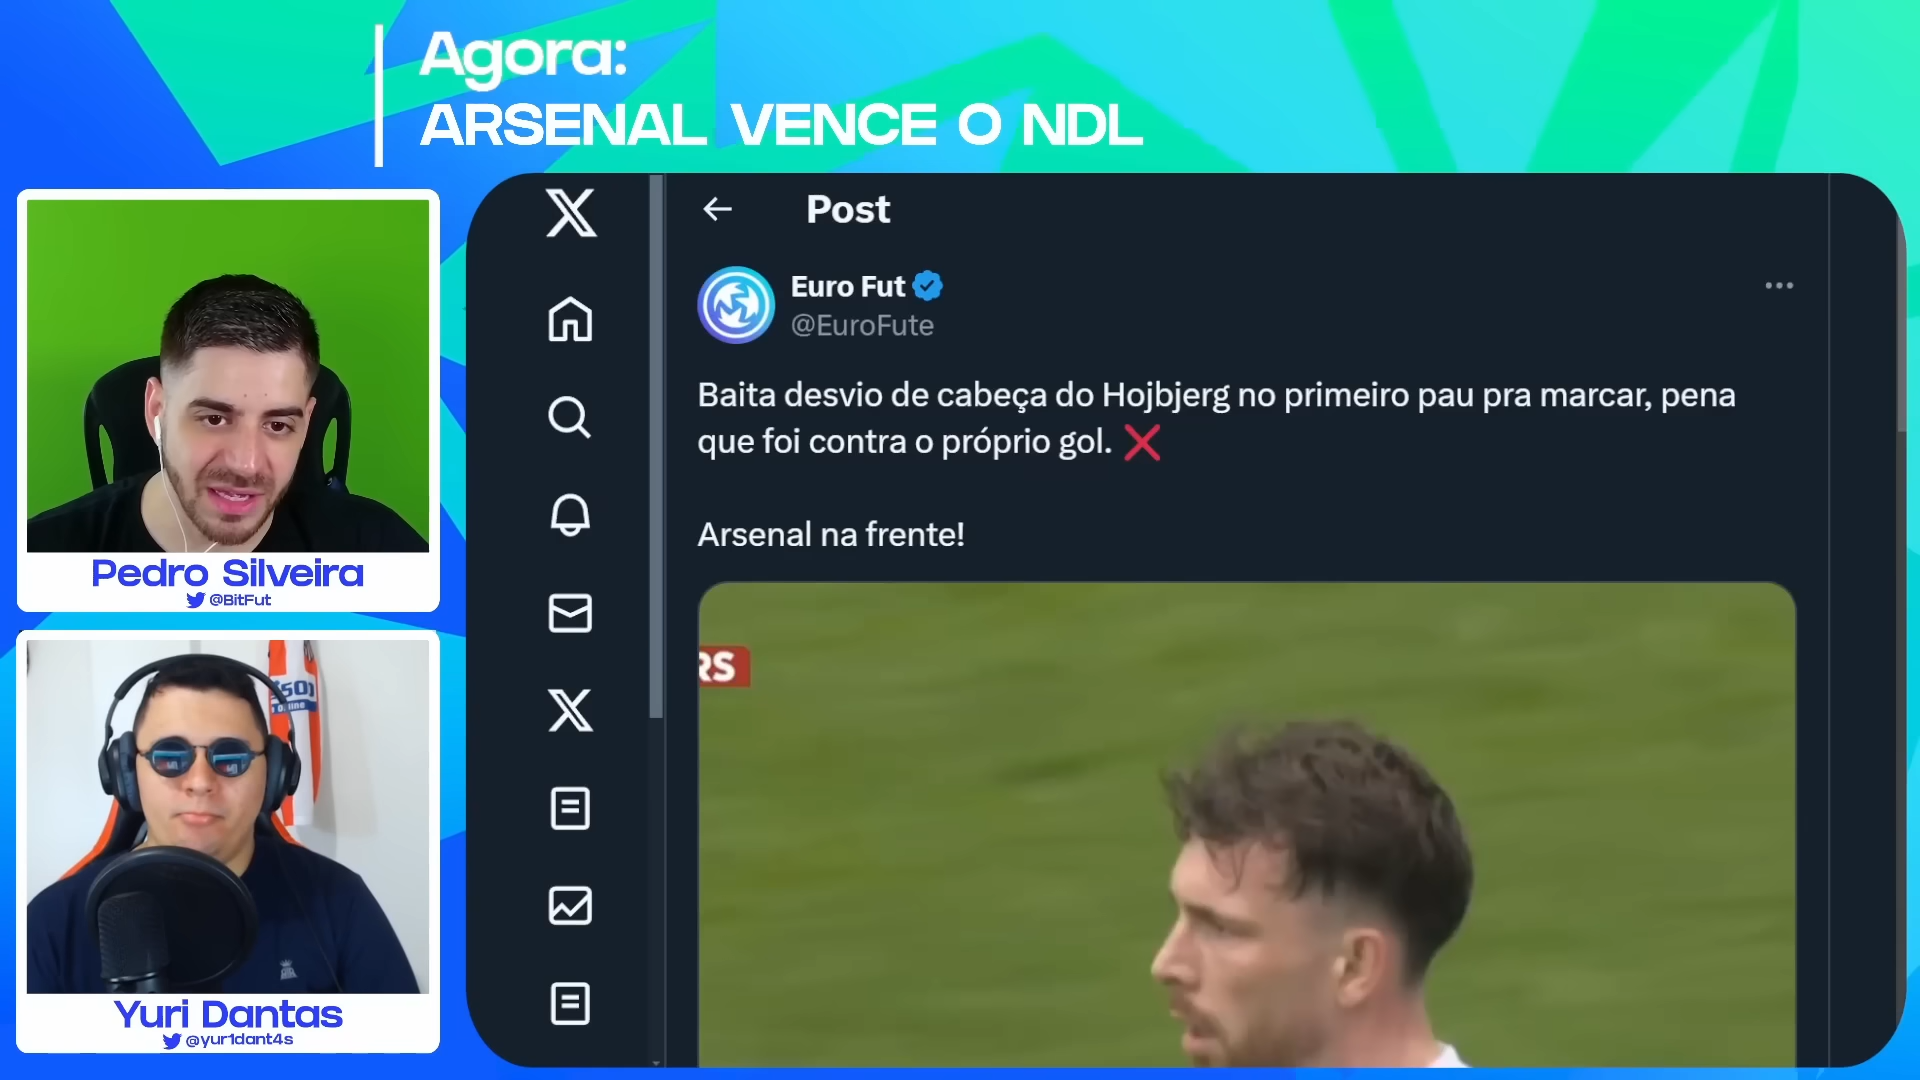 Agora:
ARSENAL VENCE O NDL
Post
Euro Fut
@EuroFute
Baita desvio de cabeça do Hojbjerg no primeiro pau pra marcar, pena
que foi contra o próprio gol. ❌
Arsenal na frente!
RS
Pedro Silveira
@BitFut
Yuri Dantas
@yur1dant4s